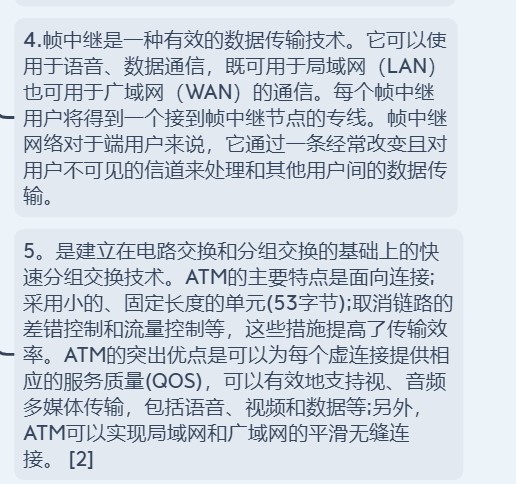 4.帧中继是一种有效的数据传输技术。它可以使
用于语音、数据通信，既可用于局域网（LAN）
也可用于广域网（WAN）的通信。每个帧中继
用户将得到一个接到帧中继节点的专线。帧中继
网络对于端用户来说，它通过一条经常改变且对
用户不可见的信道来处理和其他用户间的数据传
输。
5。是建立在电路交换和分组交换的基础上的快
速分组交换技术。ATM的主要特点是面向连接;
采用小的、固定长度的单元(53字节);取消链路的
差错控制和流量控制等，这些措施提高了传输效
率。ATM的突出优点是可以为每个虚连接提供相
应的服务质量(QOS)，可以有效地支持视、音频
多媒体传输，包括语音、视频和数据等;另外，
ATM可以实现局域网和广域网的平滑无缝连
接。 [2]